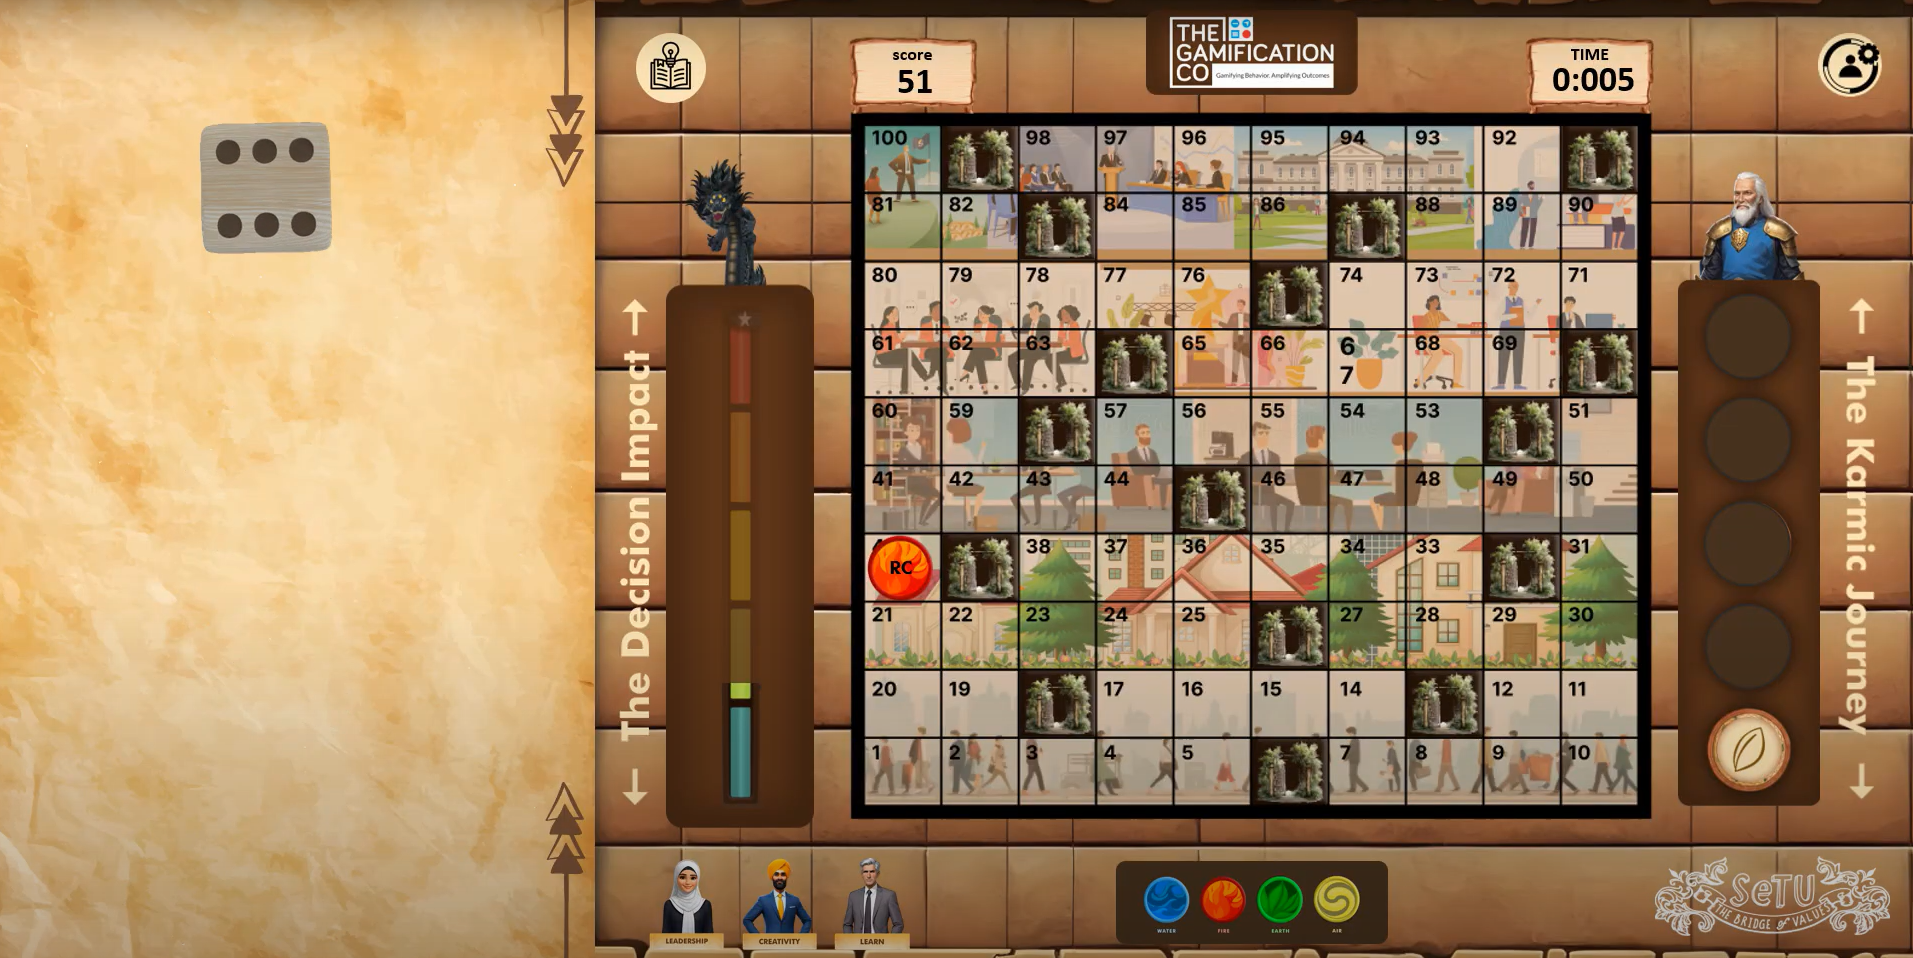 score
51
THE
GAMIFICATION
CO
Gamifying Behavior. Amplifying Outcomes
TIME
0:005
100 98 97 96 95 94 93 92
81 82 84 85 86 88 89 90
80 79 78 77 76 74 73 72 71
61 62 63 65 66 6 68 69
7
60 59 57 56 55 54 53 51
41 42 43 44 46 47 48 49 50
RC 38 37 36 35 34 33 31
21 22 23 24 25 27 28 29 30
20 19 17 16 15 14 12 11
1 2 3 4 5 7 8 9 10
The Decision Impact
The Karmic Journey
LEADERSHIP
CREATIVITY
LEARN
WATER
FIRE
EARTH
AIR
SeTU
THE BRIDGE OF VALUES